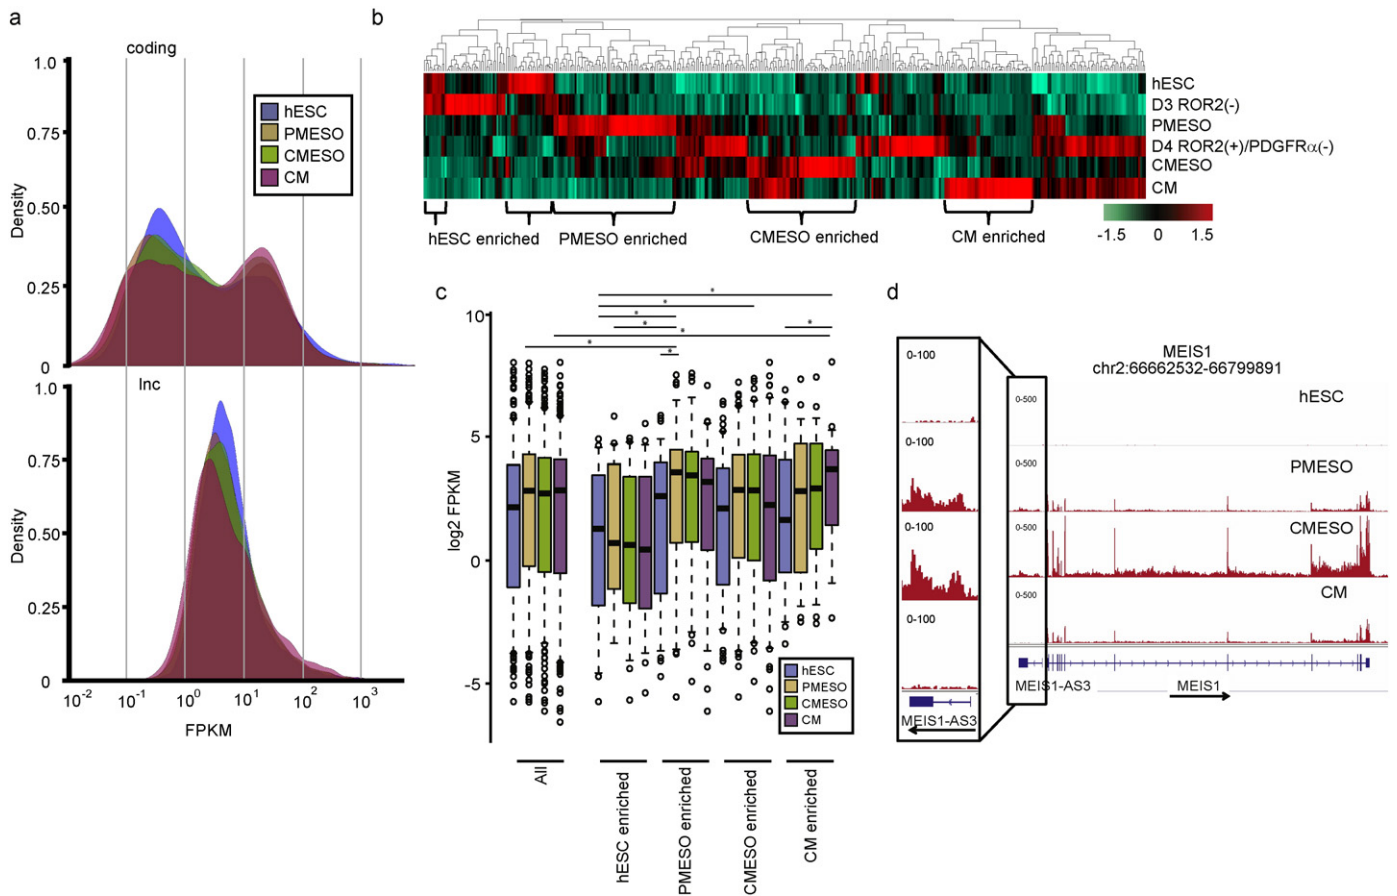 a
coding
1.0
0.75
0.50
0.25
0
Density
hESC
PMESO
CMESO
CM
lnc
1.0
0.75
0.50
0.25
0
Density
10-2 10-1 100 101 102 103
FPKM
b
hESC
D3 ROR2(-)
PMESO
D4 ROR2(+)/PDGFRα(-)
CMESO
CM
hESC enriched PMESO enriched CMESO enriched CM enriched
-1.5 0 1.5
c
10
5
0
-5
log2 FPKM
* * * * * * * *
hESC
PMESO
CMESO
CM
All
hESC enriched
PMESO enriched
CMESO enriched
CM enriched
d
MEIS1
chr2:66662532-66799891
0-100
0-100
0-100
0-100
MEIS1-AS3
0-500 hESC
0-500 PMESO
0-500 CMESO
0-500 CM
MEIS1-AS3 MEIS1